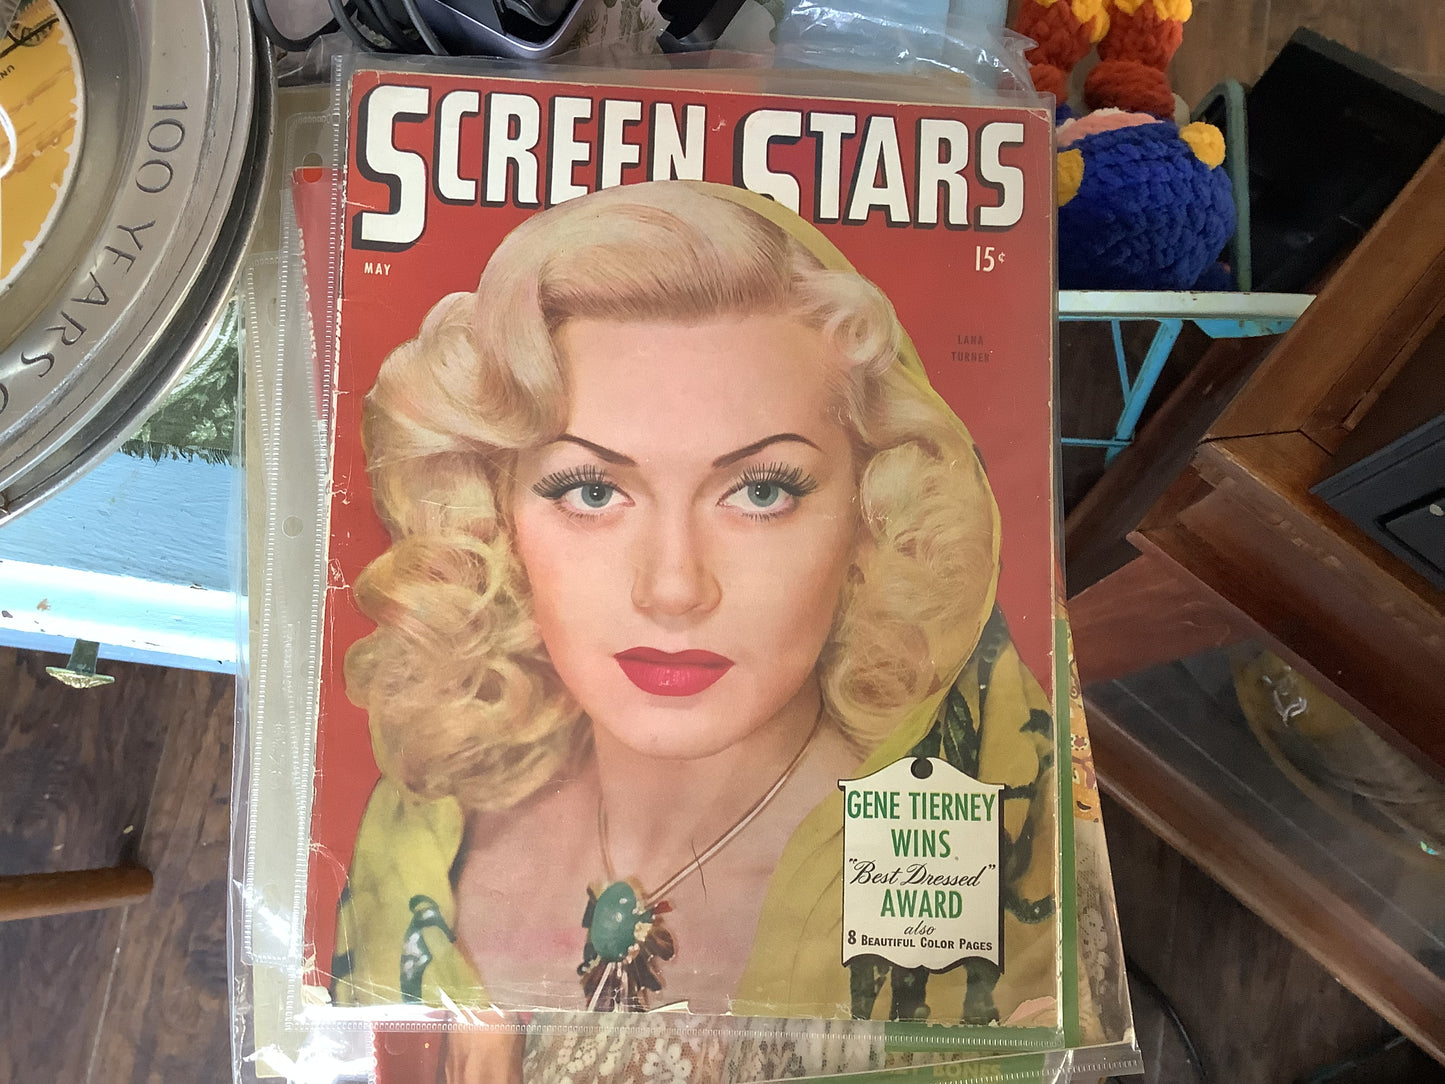 SCREEN STARS
MAY
15¢
LANA
TURNER
GENE TIERNEY
WINS
"Best Dressed"
AWARD
also
8 BEAUTIFUL COLOR PAGES
100 YEARS
BONES